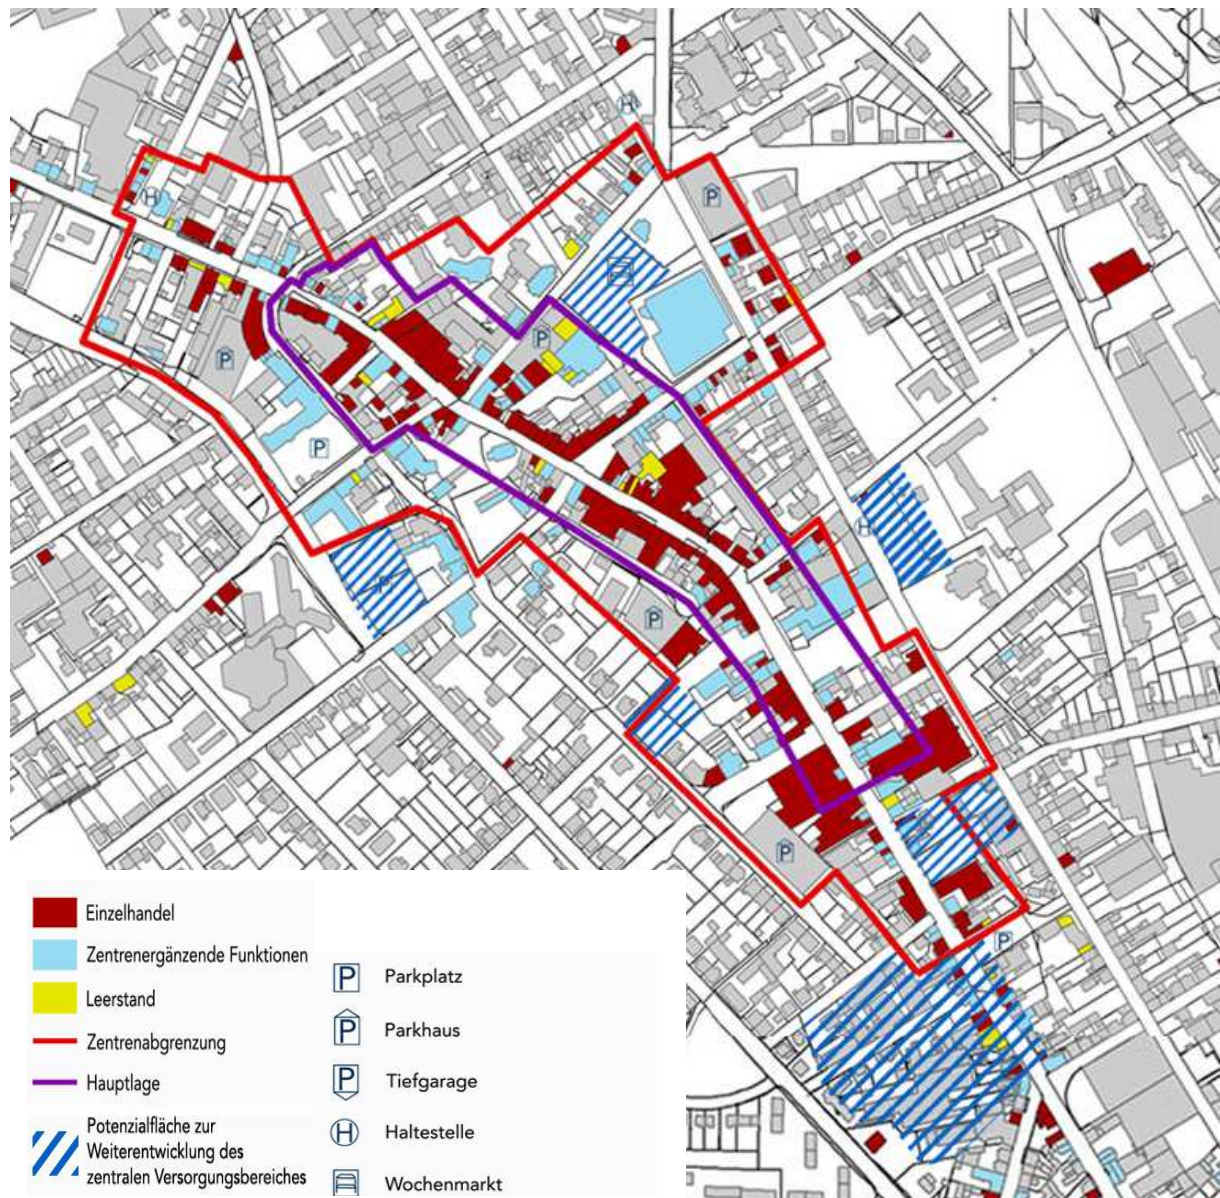 H
P
H
P
P
P
H
P
P
P
P
Einzelhandel
Zentrenergänzende Funktionen
Leerstand
Zentrenabgrenzung
Hauptlage
Potenzialfläche zur
Weiterentwicklung des
zentralen Versorgungsbereiches
P Parkplatz
P Parkhaus
P Tiefgarage
H Haltestelle
Wochenmarkt